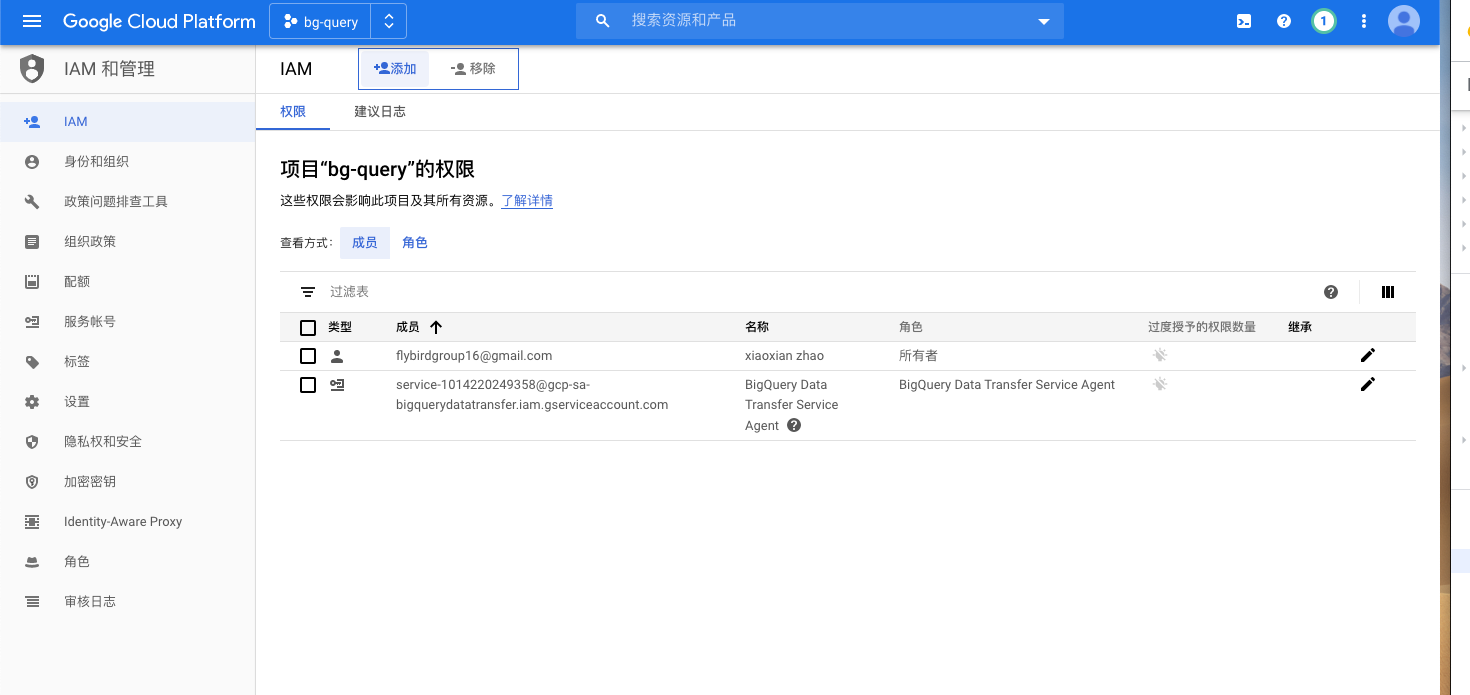 Google Cloud Platform
bg-query
搜索资源和产品
1
IAM 和管理
IAM
添加
移除
权限
建议日志
IAM
身份和组织
政策问题排查工具
组织政策
配额
服务帐号
标签
设置
隐私权和安全
加密密钥
Identity-Aware Proxy
角色
审核日志
项目“bg-query”的权限
这些权限会影响此项目及其所有资源。了解详情
查看方式：
成员
角色
过滤表
类型
成员
名称
角色
过度授予的权限数量
继承
flybirdgroup16@gmail.com
xiaoxian zhao
所有者
service-1014220249358@gcp-sa-
bigquerydatatransfer.iam.gserviceaccount.com
BigQuery Data
Transfer Service
Agent
BigQuery Data Transfer Service Agent